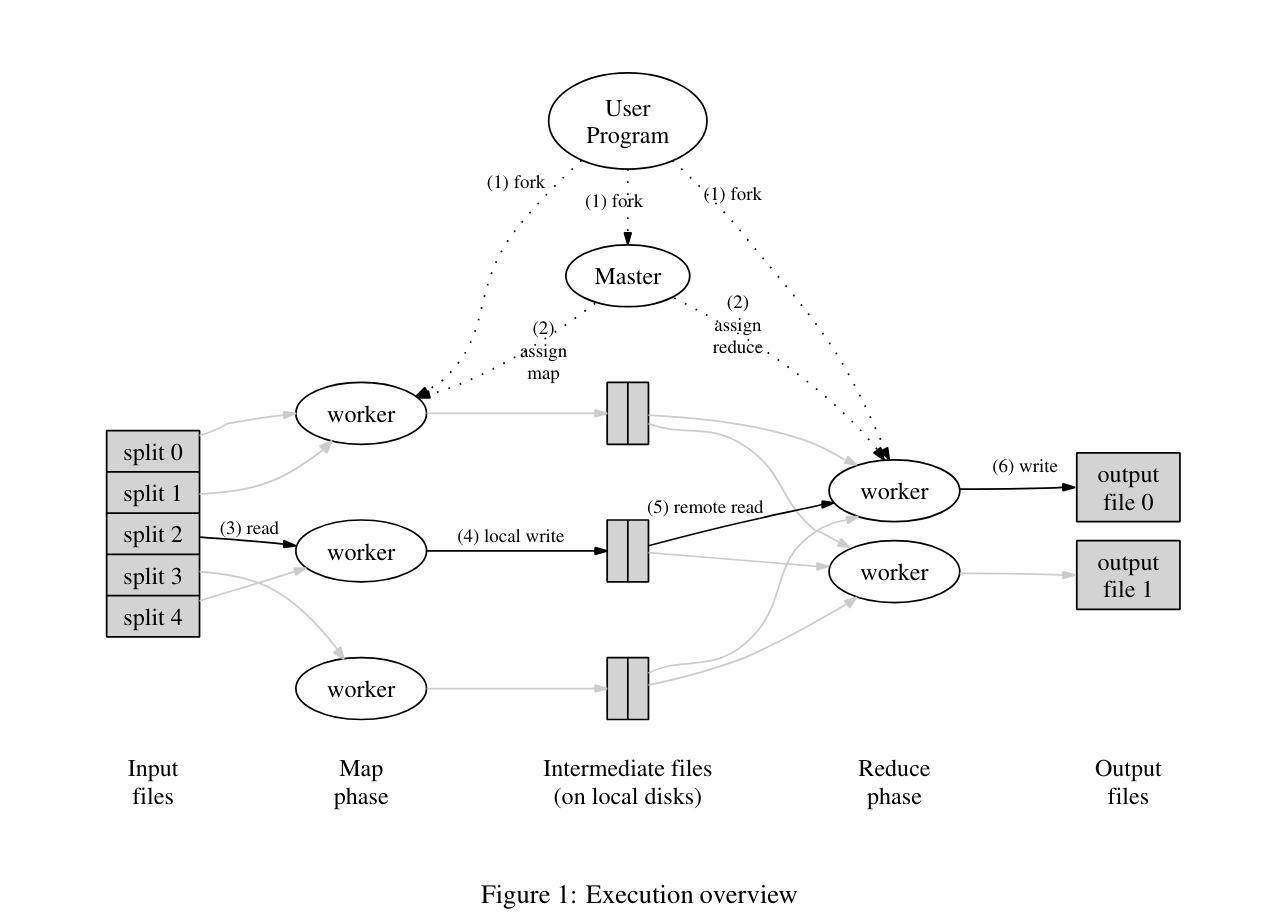 User
Program
(1) fork
(1) fork
(1) fork
Master
(2)
assign
map
(2)
assign
reduce
split 0
split 1
split 2
split 3
split 4
(3) read
worker
worker
worker
(4) local write
(5) remote read
worker
worker
(6) write
output
file 0
output
file 1
Input
files
Map
phase
Intermediate files
(on local disks)
Reduce
phase
Output
files
Figure 1: Execution overview